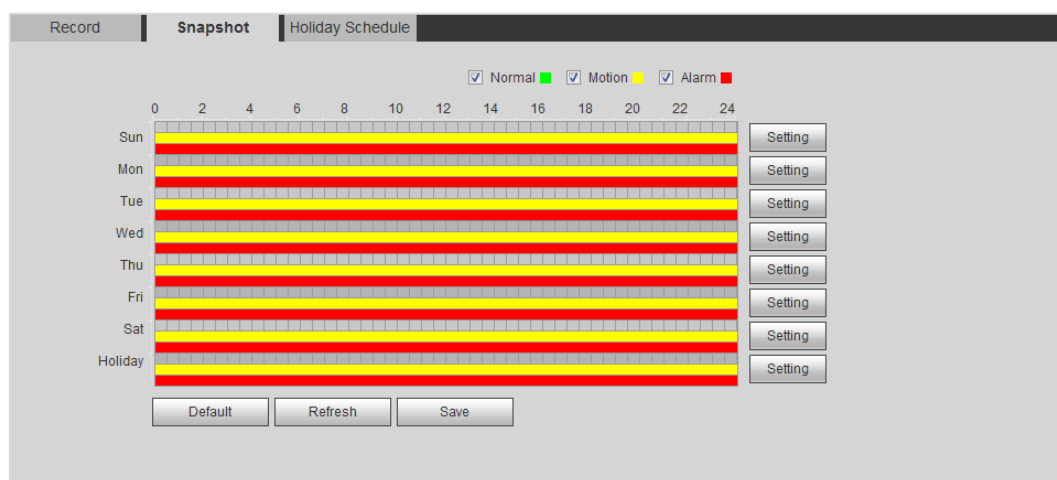 Record Snapshot Holiday Schedule
Normal Motion Alarm
0 2 4 6 8 10 12 14 16 18 20 22 24
Sun Setting
Mon Setting
Tue Setting
Wed Setting
Thu Setting
Fri Setting
Sat Setting
Holiday Setting
Default Refresh Save